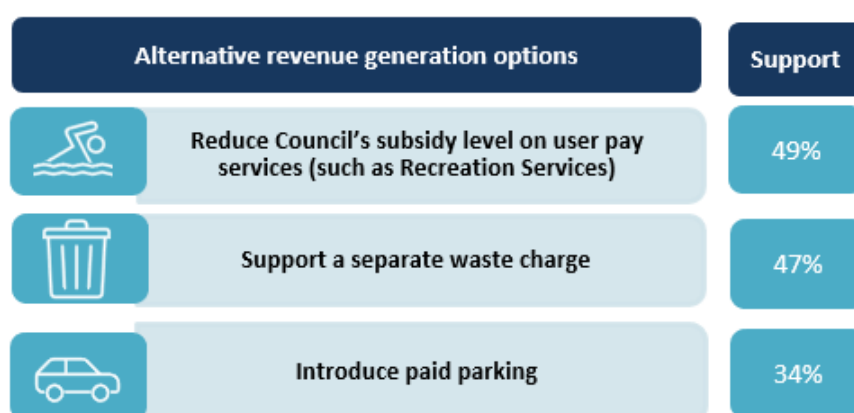 Alternative revenue generation options
Support
Reduce Council's subsidy level on user pay
services (such as Recreation Services)
49%
Support a separate waste charge
47%
Introduce paid parking
34%